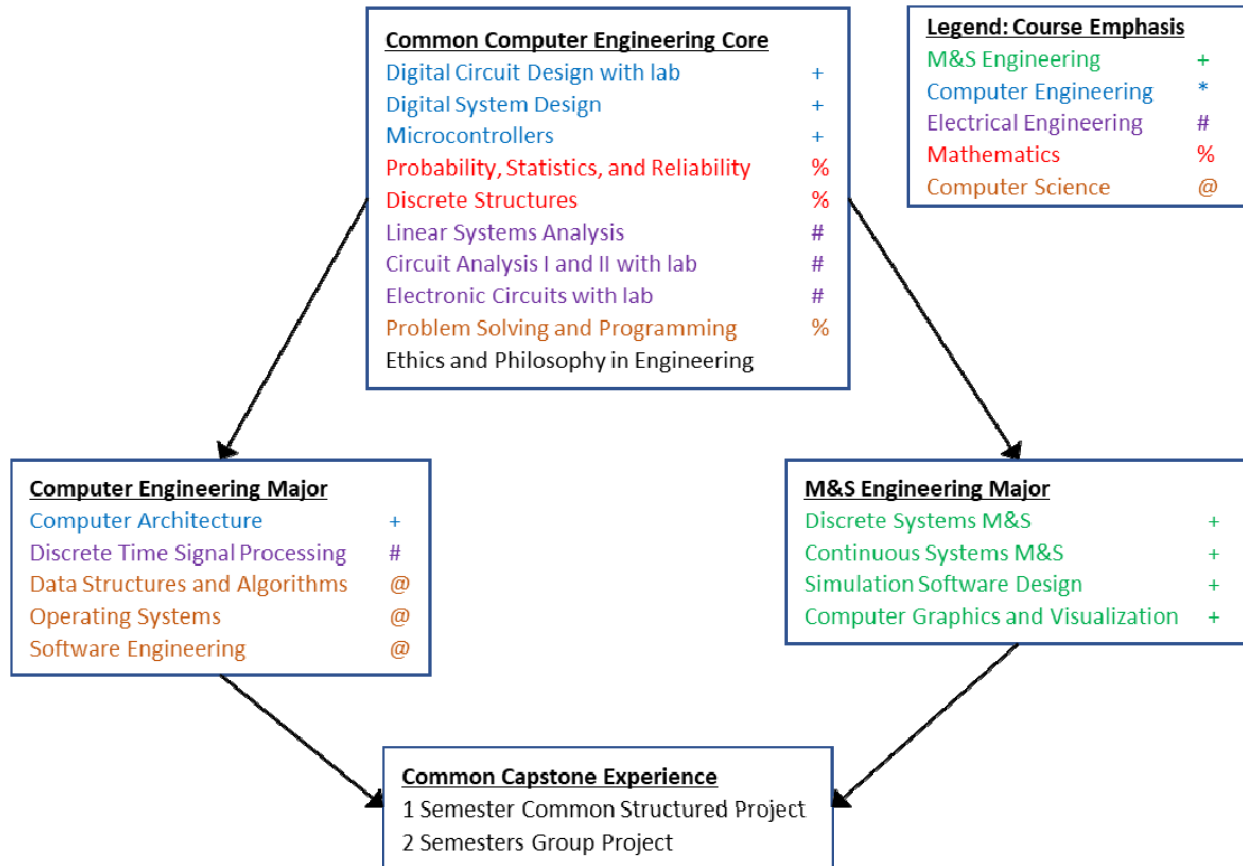 Common Computer Engineering Core
Digital Circuit Design with lab +
Digital System Design +
Microcontrollers +
Probability, Statistics, and Reliability %
Discrete Structures %
Linear Systems Analysis #
Circuit Analysis I and II with lab #
Electronic Circuits with lab #
Problem Solving and Programming %
Ethics and Philosophy in Engineering
Legend: Course Emphasis
M&S Engineering +
Computer Engineering *
Electrical Engineering #
Mathematics %
Computer Science @
Computer Engineering Major
Computer Architecture +
Discrete Time Signal Processing #
Data Structures and Algorithms @
Operating Systems @
Software Engineering @
M&S Engineering Major
Discrete Systems M&S +
Continuous Systems M&S +
Simulation Software Design +
Computer Graphics and Visualization +
Common Capstone Experience
1 Semester Common Structured Project
2 Semesters Group Project